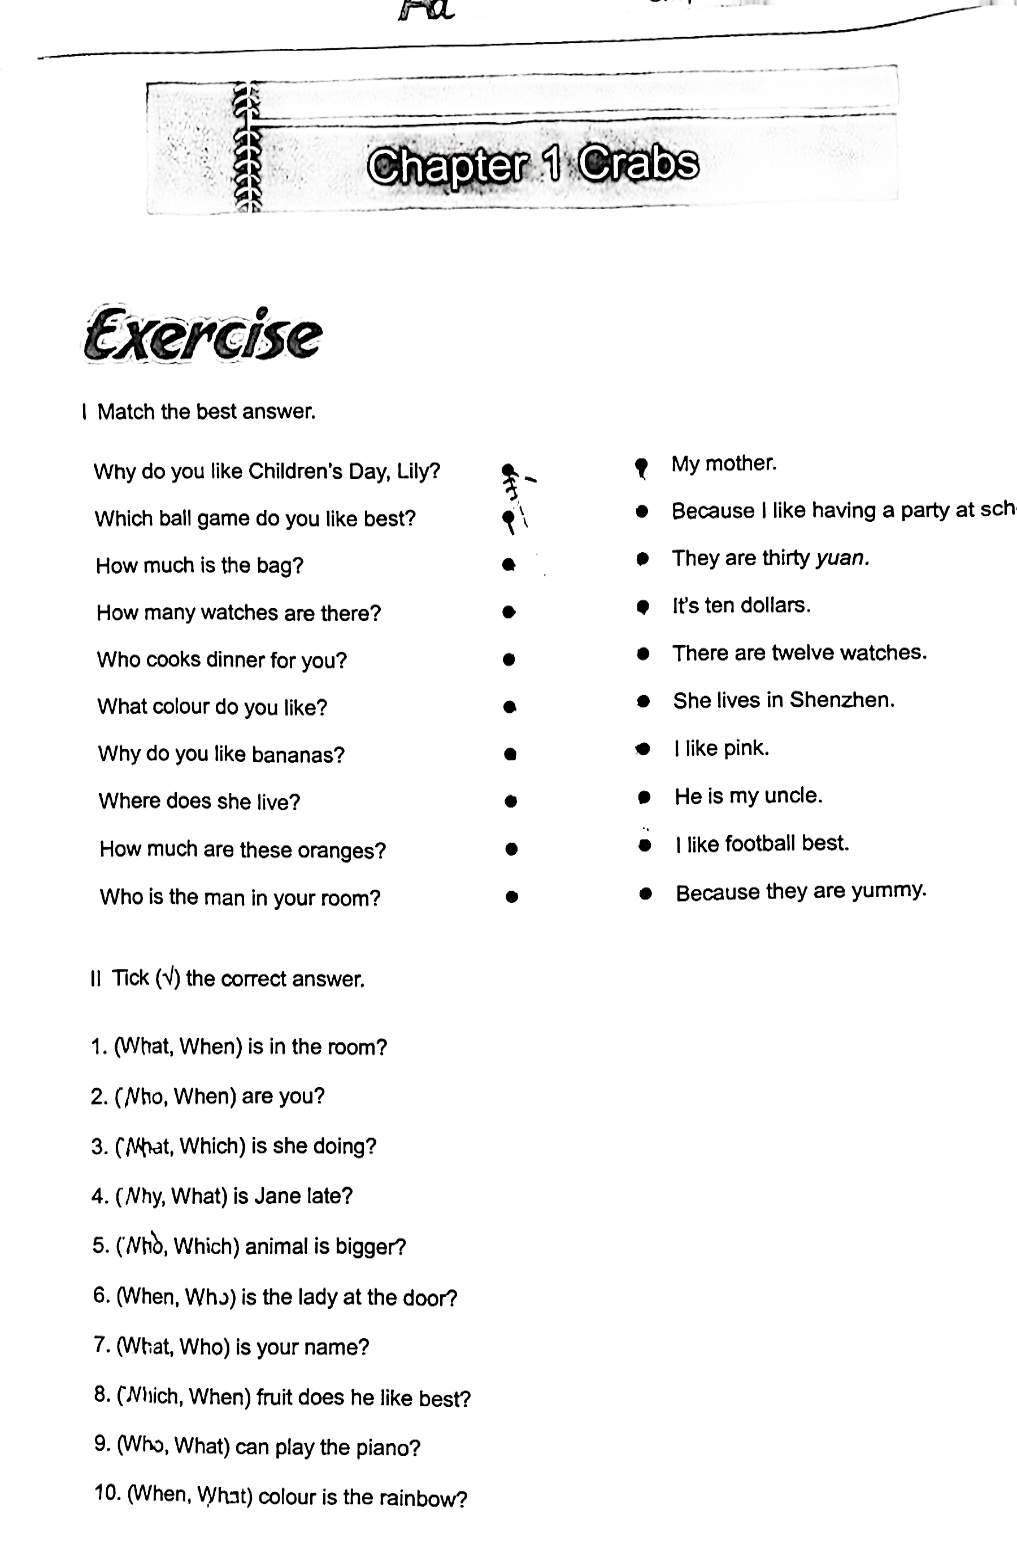 Chapter 1 Crabs
Exercise
I Match the best answer.
Why do you like Children's Day, Lily?
My mother.
Which ball game do you like best?
Because I like having a party at sch
How much is the bag?
They are thirty yuan.
How many watches are there?
It's ten dollars.
Who cooks dinner for you?
There are twelve watches.
What colour do you like?
She lives in Shenzhen.
Why do you like bananas?
I like pink.
Where does she live?
He is my uncle.
How much are these oranges?
I like football best.
Who is the man in your room?
Because they are yummy.
II Tick (√) the correct answer.
1. (What, When) is in the room?
2. (Who, When) are you?
3. (What, Which) is she doing?
4. (Why, What) is Jane late?
5. (Who, Which) animal is bigger?
6. (When, Who) is the lady at the door?
7. (What, Who) is your name?
8. (Which, When) fruit does he like best?
9. (Who, What) can play the piano?
10. (When, What) colour is the rainbow?